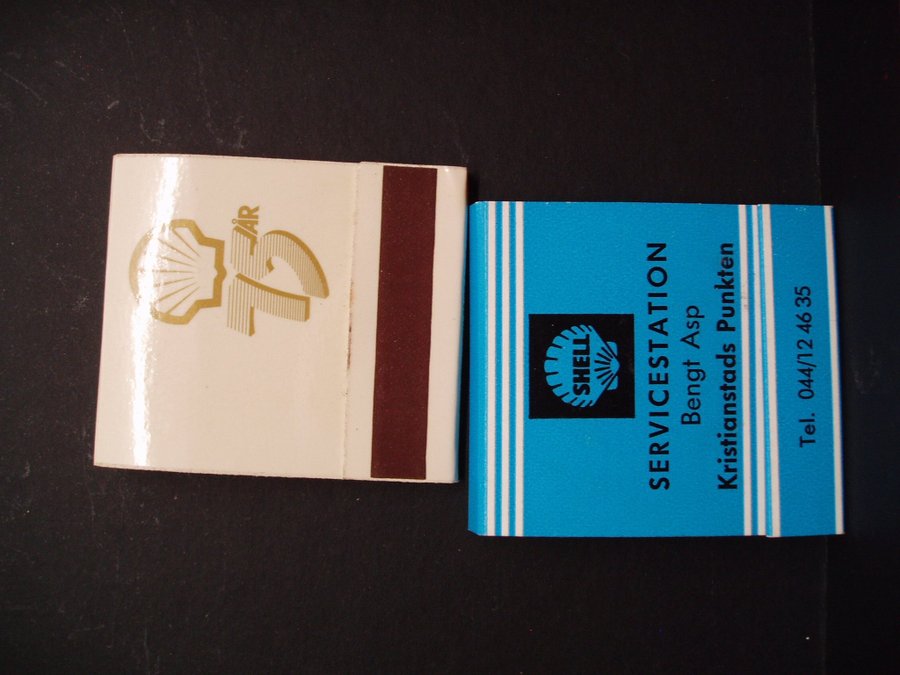 75 ÅR
SHELL
SERVICESTATION
Bengt Asp
Kristianstads Punkten
Tel. 044/12 46 35